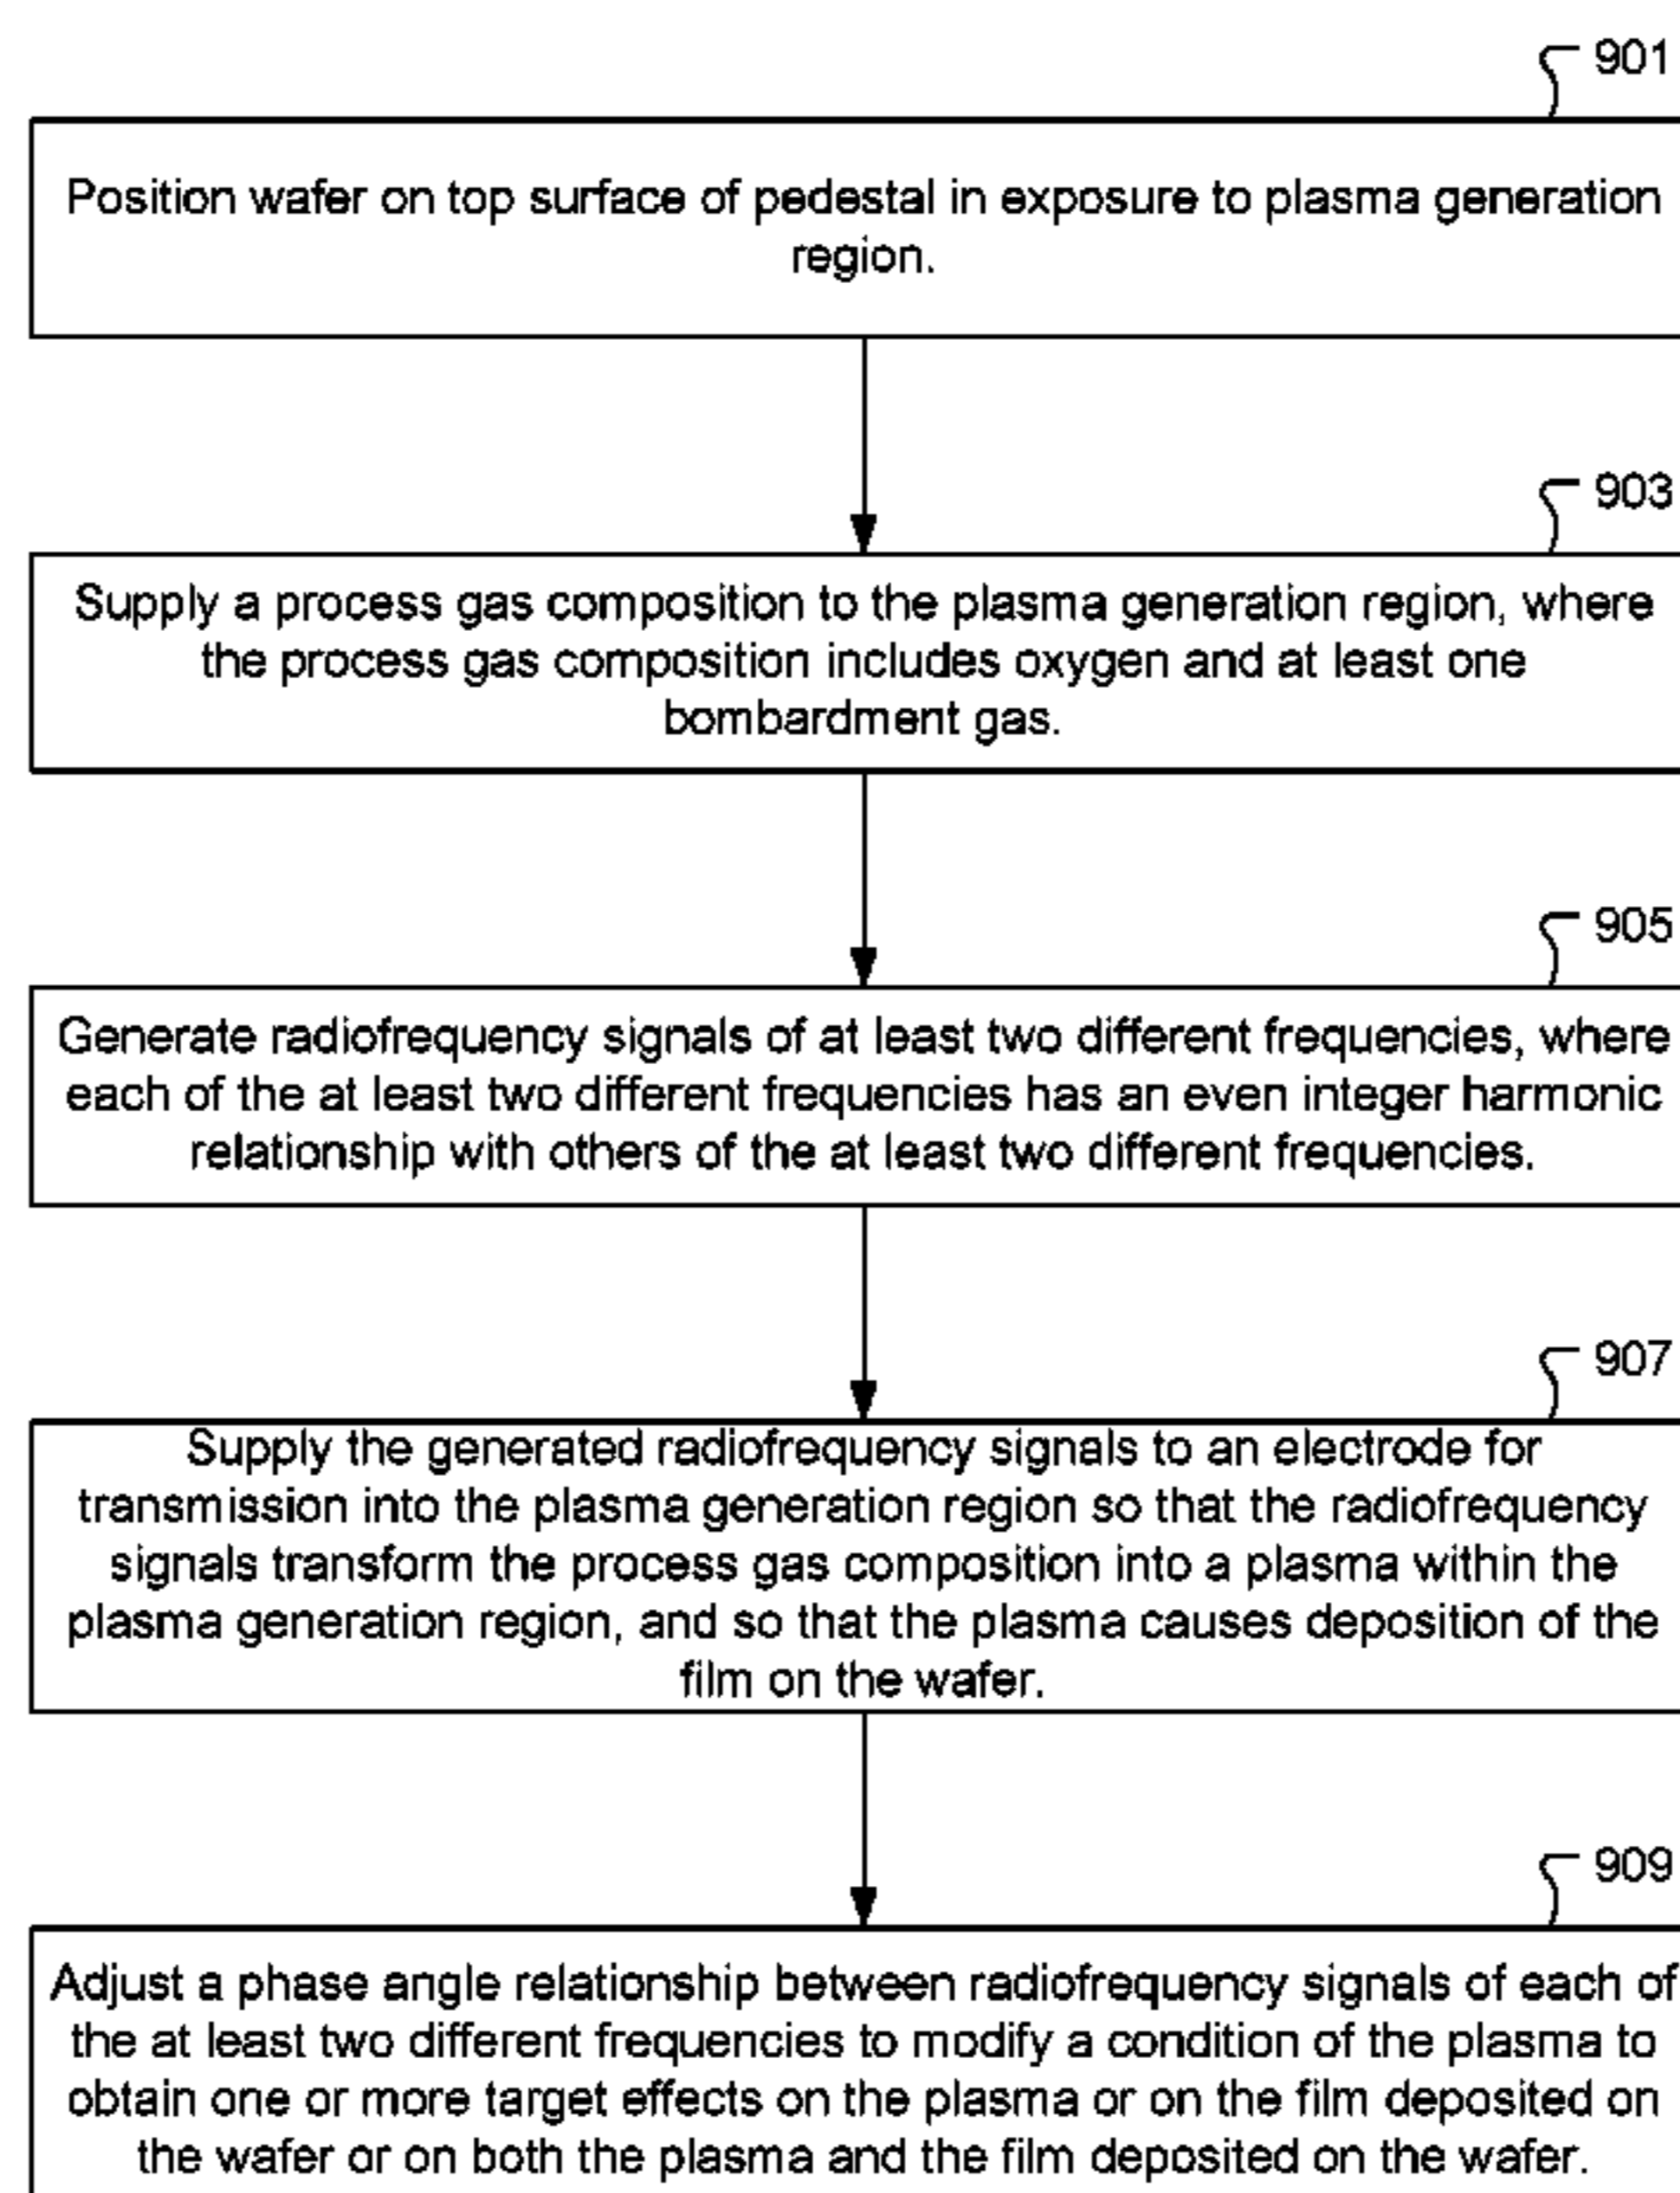 901
Position wafer on top surface of pedestal in exposure to plasma generation
region.
903
Supply a process gas composition to the plasma generation region, where
the process gas composition includes oxygen and at least one
bombardment gas.
905
Generate radiofrequency signals of at least two different frequencies, where
each of the at least two different frequencies has an even integer harmonic
relationship with others of the at least two different frequencies.
907
Supply the generated radiofrequency signals to an electrode for
transmission into the plasma generation region so that the radiofrequency
signals transform the process gas composition into a plasma within the
plasma generation region, and so that the plasma causes deposition of the
film on the wafer.
909
Adjust a phase angle relationship between radiofrequency signals of each of
the at least two different frequencies to modify a condition of the plasma to
obtain one or more target effects on the plasma or on the film deposited on
the wafer or on both the plasma and the film deposited on the wafer.